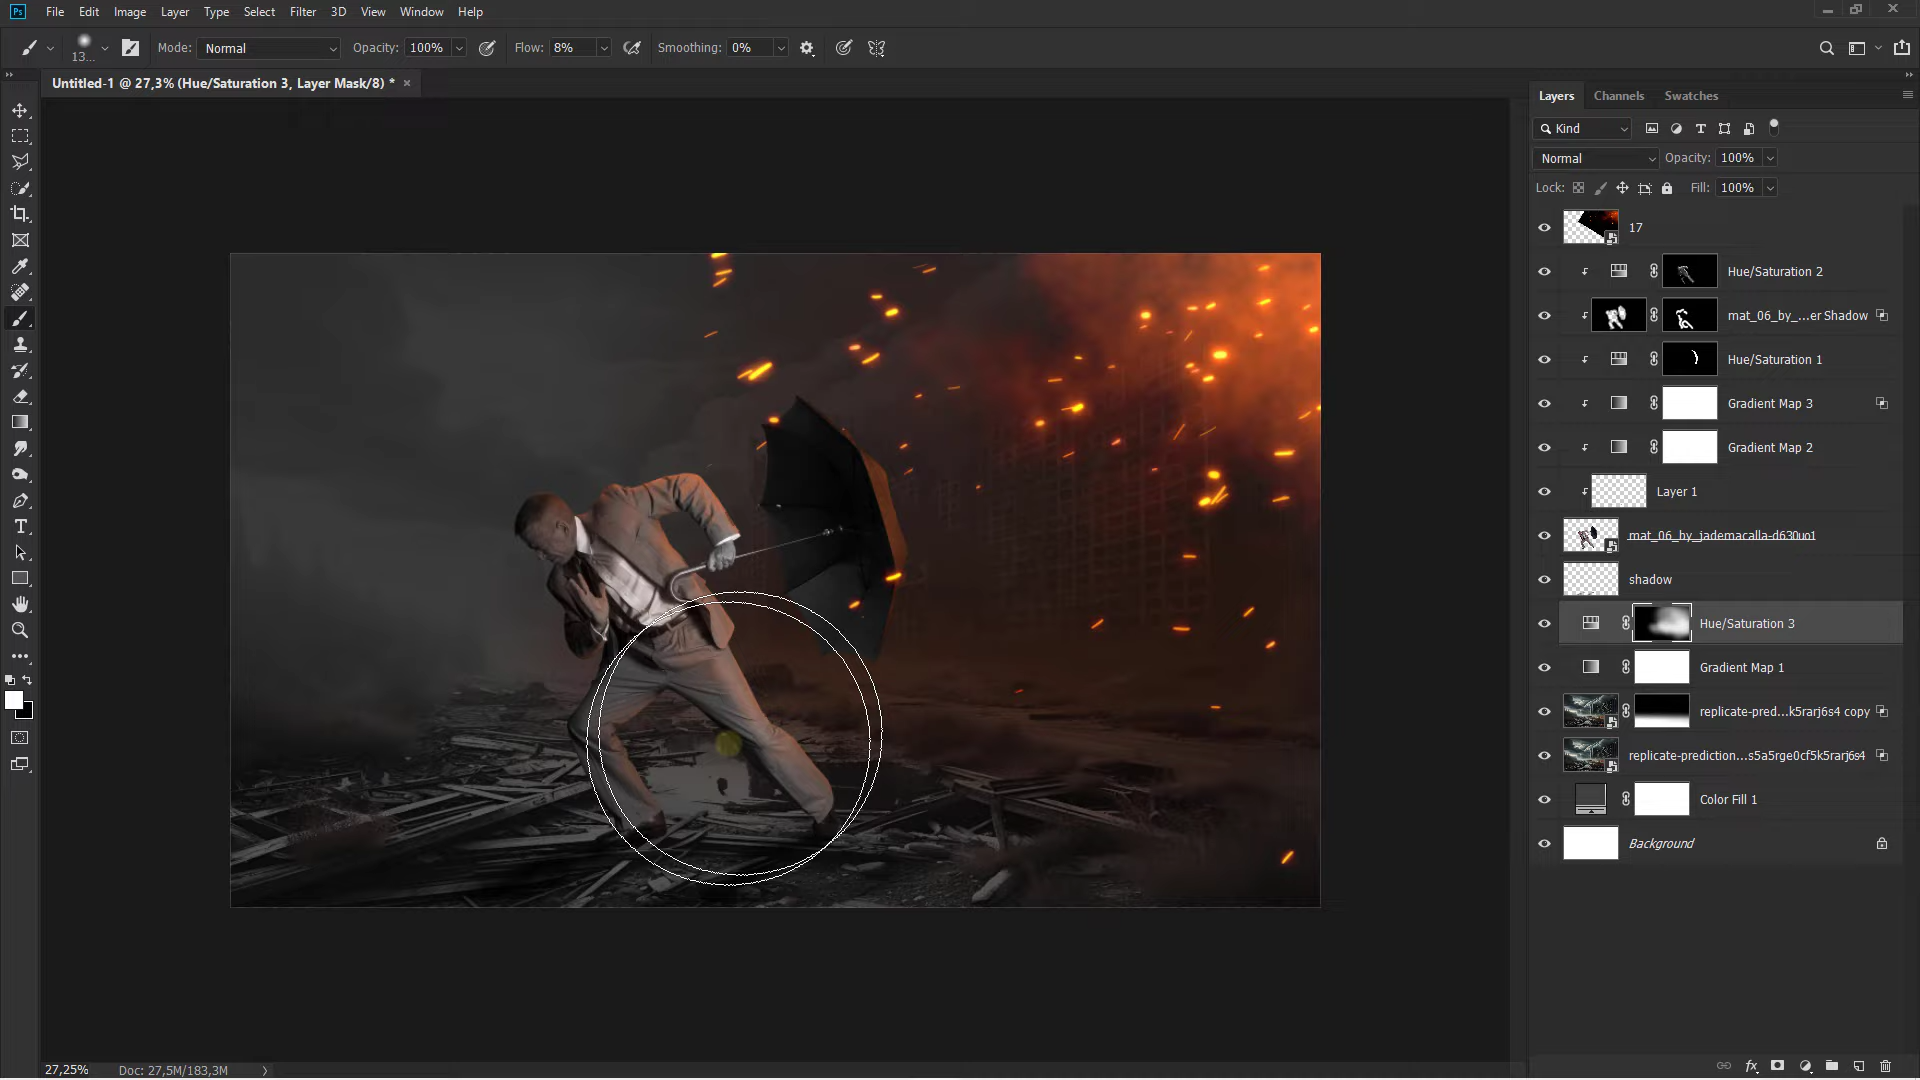 Ps File Edit Image Layer Type Select Filter 3D View Window Help
13... Mode: Normal Opacity: 100% Flow: 8% Smoothing: 0%
Untitled-1 @ 27,3% (Hue/Saturation 3, Layer Mask/8) * ×
Layers Channels Swatches
Kind
Normal Opacity: 100%
Lock: Fill: 100%
17
Hue/Saturation 2
mat_06_by_...er Shadow
Hue/Saturation 1
Gradient Map 3
Gradient Map 2
Layer 1
mat_06_by_jademacalla-d630uo1
shadow
Hue/Saturation 3
Gradient Map 1
replicate-pred...k5rarj6s4 copy
replicate-prediction...s5a5rge0cf5k5rarj6s4
Color Fill 1
Background
27,25% Doc: 27,5M/183,3M